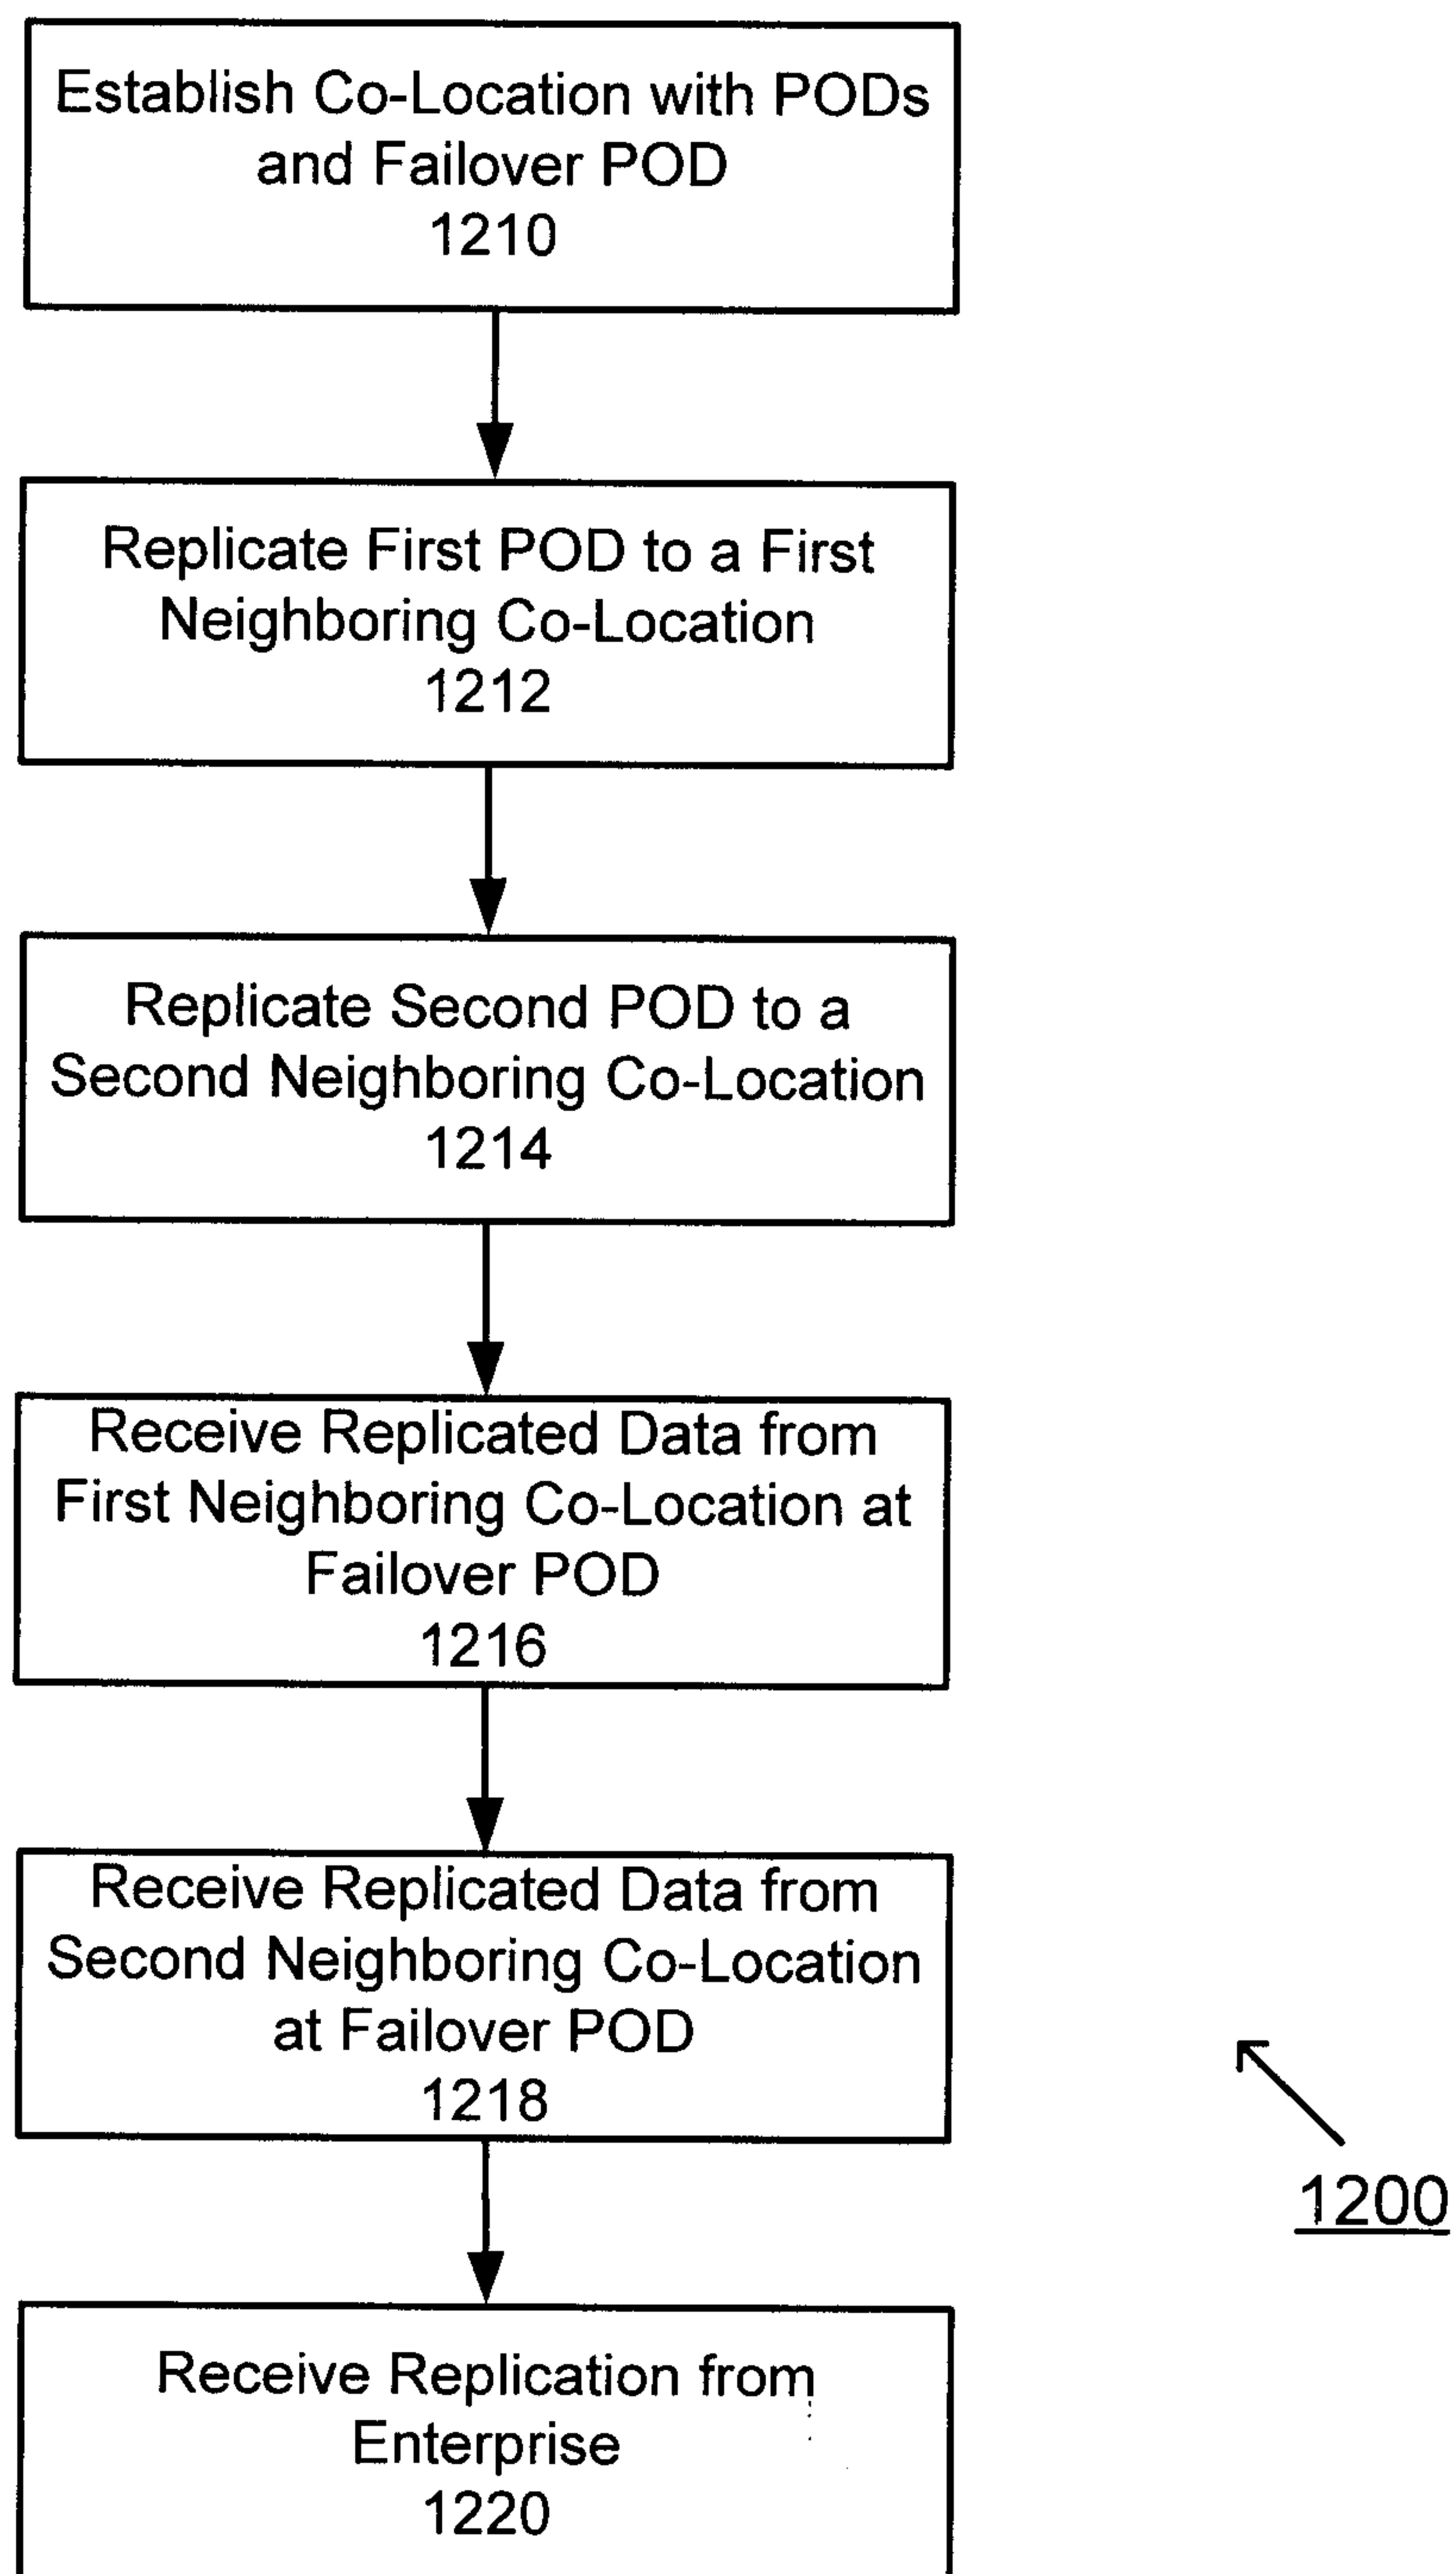 Establish Co-Location with PODs
and Failover POD
1210
Replicate First POD to a First
Neighboring Co-Location
1212
Replicate Second POD to a
Second Neighboring Co-Location
1214
Receive Replicated Data from
First Neighboring Co-Location at
Failover POD
1216
Receive Replicated Data from
Second Neighboring Co-Location
at Failover POD
1218
1200
Receive Replication from
Enterprise
1220